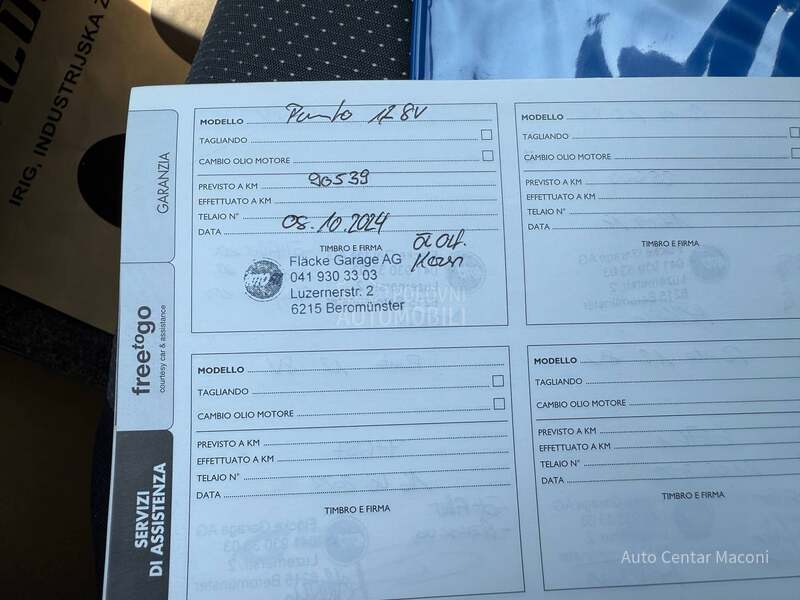 IRIG, INDUSTRIJSKA Z
GARANZIA
freetogo
courtesy car & assistance
SERVIZI
DI ASSISTENZA
MODELLO Punto 1.2 8V
TAGLIANDO
CAMBIO OLIO MOTORE
PREVISTO A KM 90539
EFFETTUATO A KM
TELAIO N°
DATA 08.10.2024
TIMBRO E FIRMA
Fläcke Garage AG
041 930 33 03
Luzernerstr. 2
6215 Beromünster
MODELLO
TAGLIANDO
CAMBIO OLIO MOTORE
PREVISTO A KM
EFFETTUATO A KM
TELAIO N°
DATA
TIMBRO E FIRMA
MODELLO
TAGLIANDO
CAMBIO OLIO MOTORE
PREVISTO A KM
EFFETTUATO A KM
TELAIO N°
DATA
TIMBRO E FIRMA
MODELLO
TAGLIANDO
CAMBIO OLIO MOTORE
PREVISTO A KM
EFFETTUATO A KM
TELAIO N°
DATA
TIMBRO E FIRMA
POLOVNI
AUTOMOBILI
Auto Centar Maconi